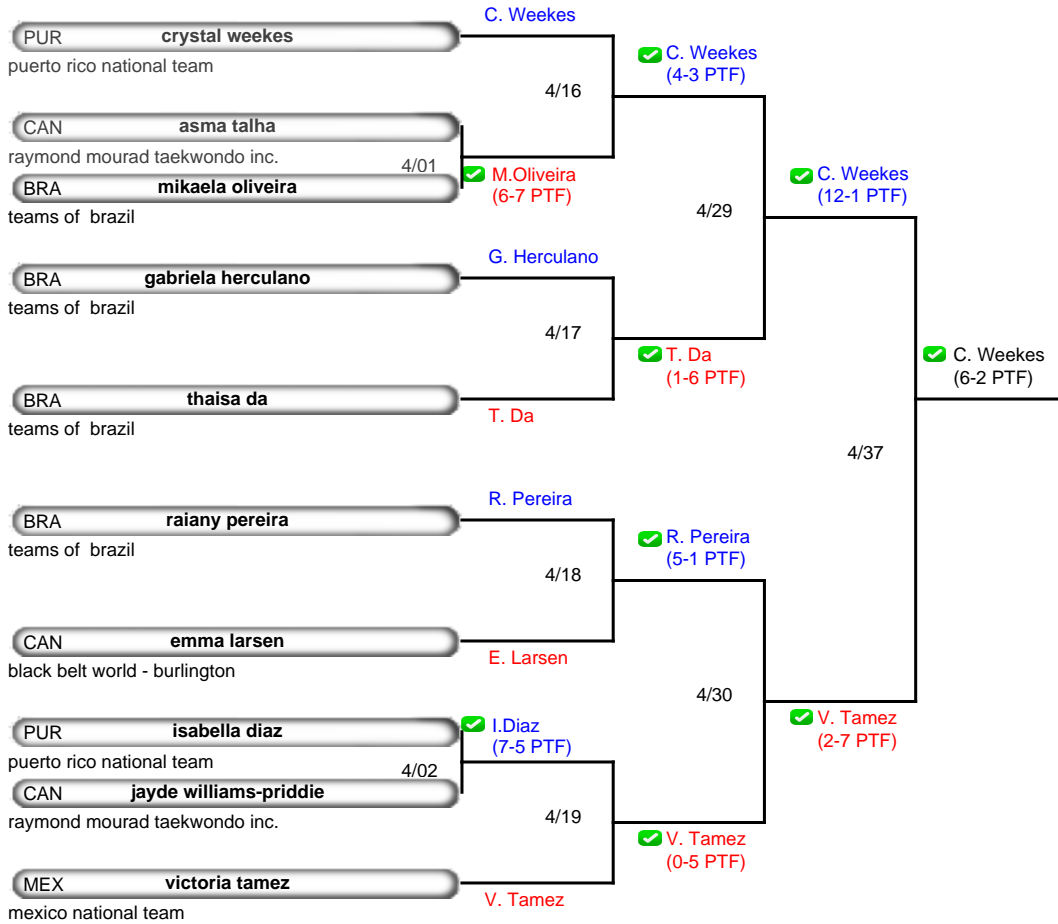 C. Weekes
PUR crystal weekes
puerto rico national team
C. Weekes
(4-3 PTF)
4/16
CAN asma talha
raymond mourad taekwondo inc.
4/01
M.Oliveira
(6-7 PTF)
BRA mikaela oliveira
teams of brazil
C. Weekes
(12-1 PTF)
4/29
G. Herculano
BRA gabriela herculano
teams of brazil
4/17
T. Da
(1-6 PTF)
C. Weekes
(6-2 PTF)
BRA thaisa da
teams of brazil
T. Da
4/37
R. Pereira
BRA raiany pereira
teams of brazil
R. Pereira
(5-1 PTF)
4/18
CAN emma larsen
black belt world - burlington
E. Larsen
4/30
PUR isabella diaz
puerto rico national team
I.Diaz
(7-5 PTF)
V. Tamez
(2-7 PTF)
4/02
CAN jayde williams-priddie
raymond mourad taekwondo inc.
4/19
V. Tamez
(0-5 PTF)
MEX victoria tamez
mexico national team
V. Tamez